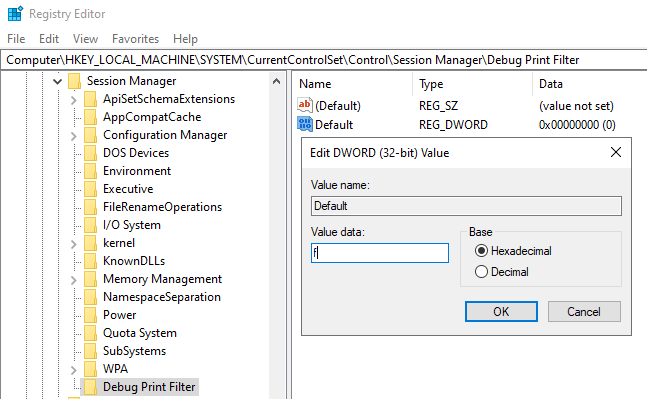 Registry Editor
File Edit View Favorites Help
Computer\HKEY_LOCAL_MACHINE\SYSTEM\CurrentControlSet\Control\Session Manager\Debug Print Filter
Session Manager
ApiSetSchemaExtensions
AppCompatCache
Configuration Manager
DOS Devices
Environment
Executive
FileRenameOperations
I/O System
kernel
KnownDLLs
Memory Management
NamespaceSeparation
Power
Quota System
SubSystems
WPA
Debug Print Filter
Name Type Data
ab (Default) REG_SZ (value not set)
Default REG_DWORD 0x00000000 (0)
Edit DWORD (32-bit) Value
Value name:
Default
Value data:
f
Base
Hexadecimal
Decimal
OK Cancel